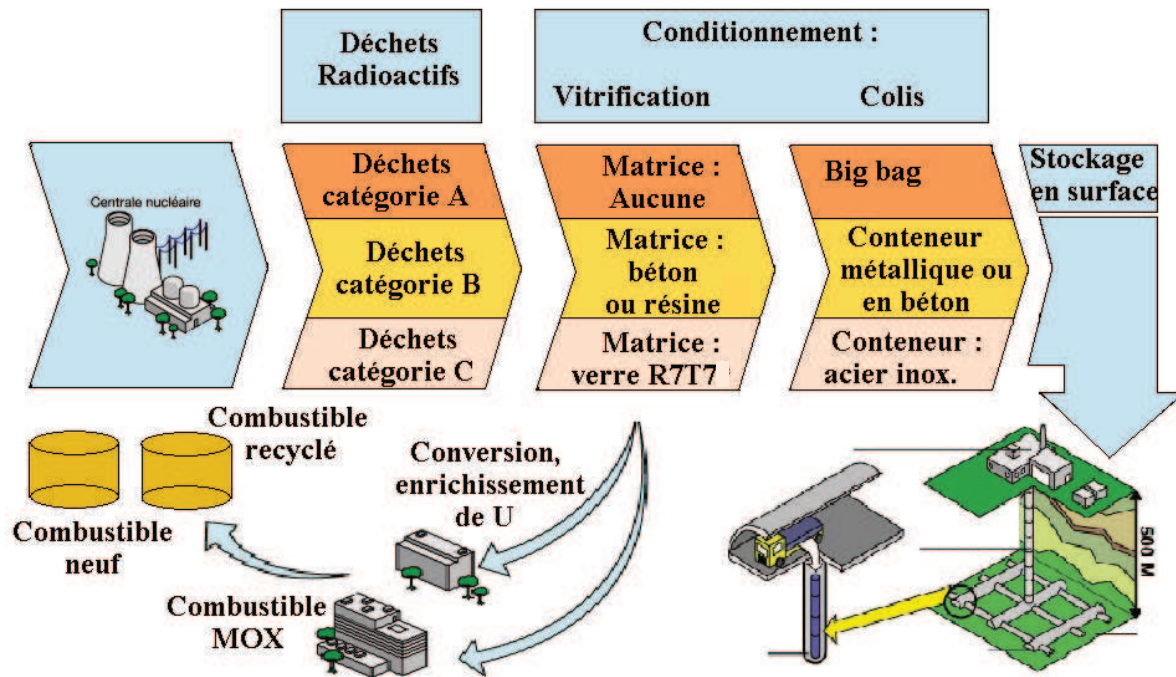 Déchets
Radioactifs
Conditionnement :
Vitrification
Colis
Centrale nucléaire
Déchets
catégorie A
Matrice :
Aucune
Big bag
Stockage
en surface
Déchets
catégorie B
Matrice :
béton
ou résine
Conteneur
métallique ou
en béton
Déchets
catégorie C
Matrice :
verre R7T7
Conteneur :
acier inox.
Combustible
recyclé
Combustible
neuf
Conversion,
enrichissement
de U
Combustible
MOX
500 M